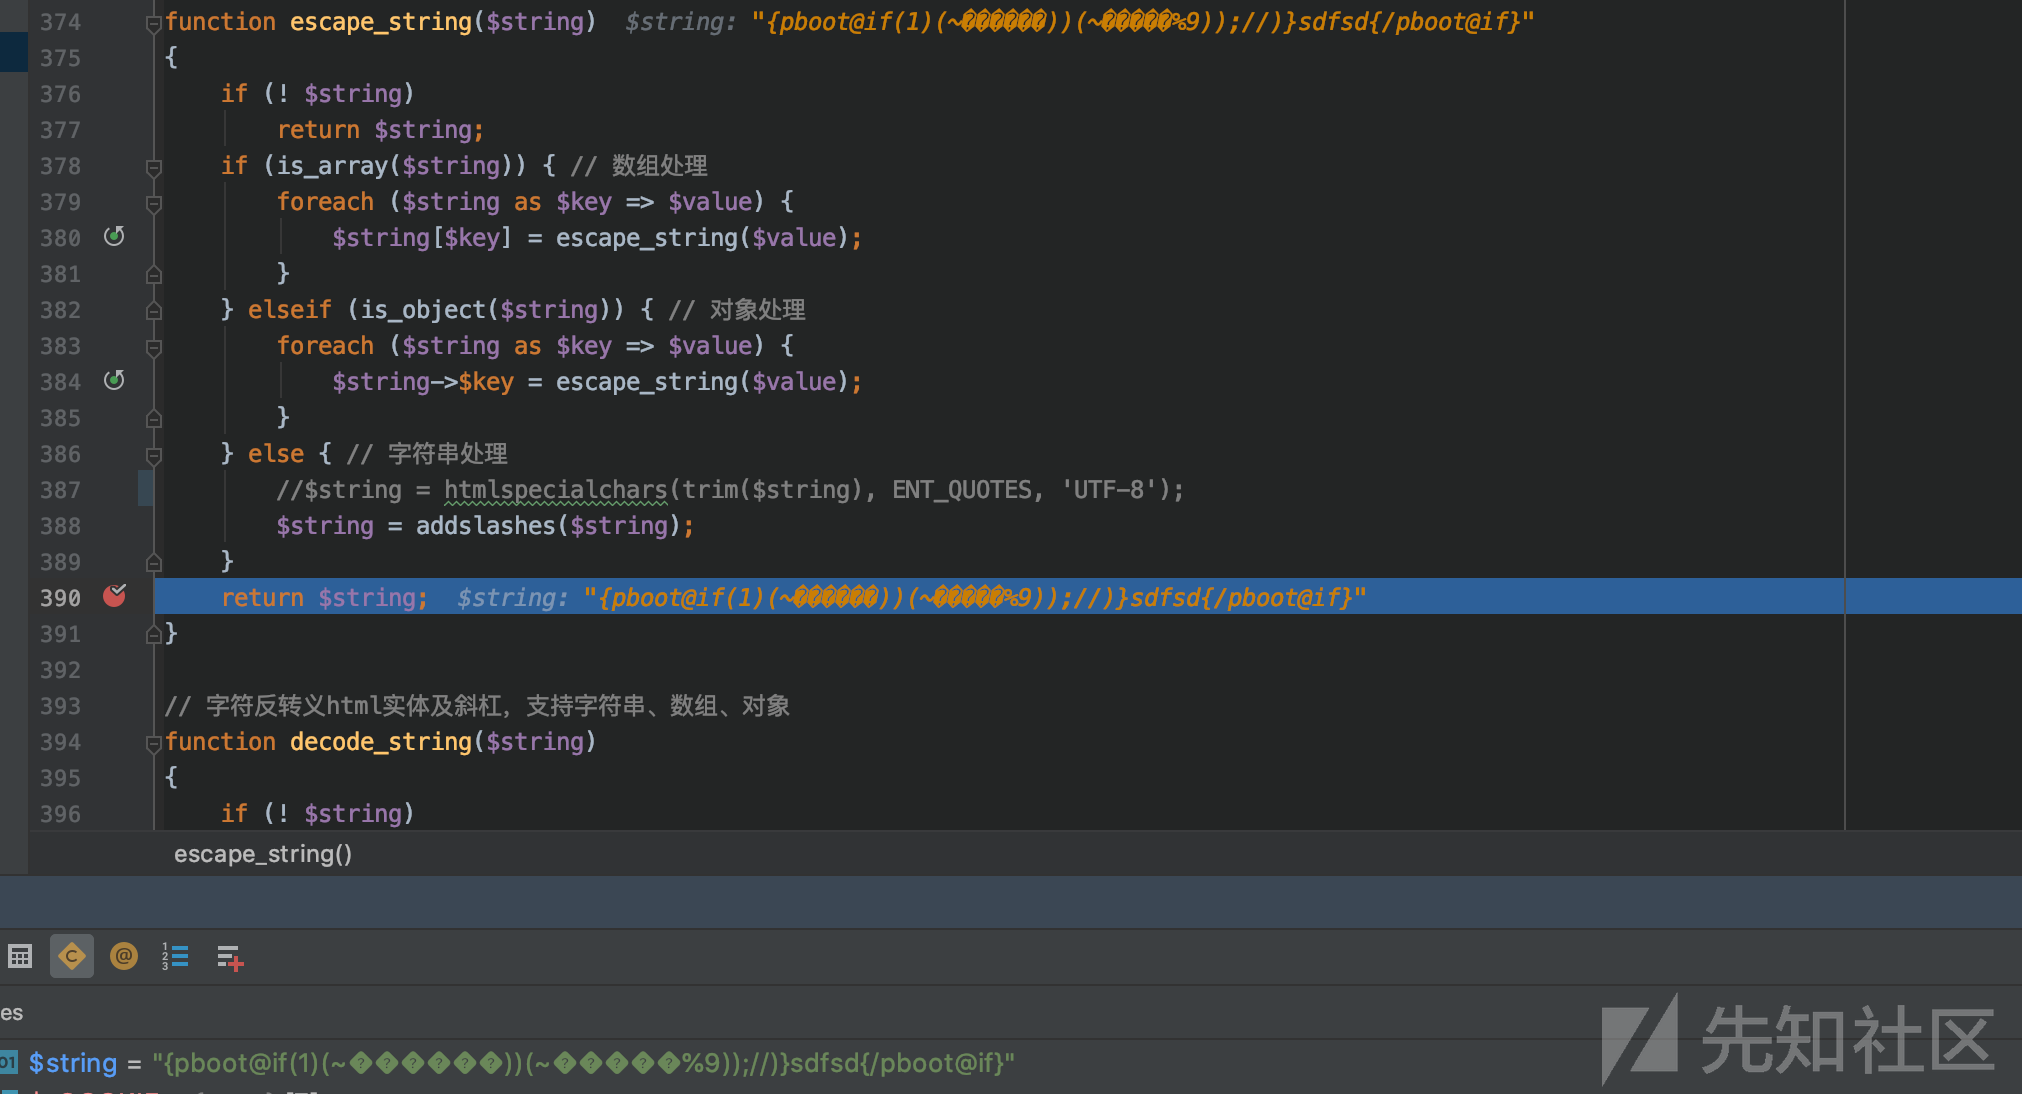 374 function escape_string($string)  $string: "{pboot@if(1)(~������))(~�����%9));//)}sdfsd{/pboot@if}"
375 {
376     if (! $string)
377         return $string;
378     if (is_array($string)) { // 数组处理
379         foreach ($string as $key => $value) {
380             $string[$key] = escape_string($value);
381         }
382     } elseif (is_object($string)) { // 对象处理
383         foreach ($string as $key => $value) {
384             $string->$key = escape_string($value);
385         }
386     } else { // 字符串处理
387         //$string = htmlspecialchars(trim($string), ENT_QUOTES, 'UTF-8');
388         $string = addslashes($string);
389     }
390     return $string;  $string: "{pboot@if(1)(~������))(~�����%9));//)}sdfsd{/pboot@if}"
391 }
392
393 // 字符反转义html实体及斜杠，支持字符串、数组、对象
394 function decode_string($string)
395 {
396     if (! $string)
escape_string()
es
01 $string = "{pboot@if(1)(~������))(~�����%9));//)}sdfsd{/pboot@if}"
先知社区